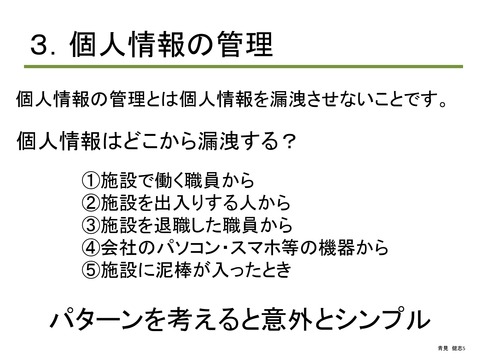 ３．個人情報の管理
個人情報の管理とは個人情報を漏洩させないことです。
個人情報はどこから漏洩する？
①施設で働く職員から
②施設を出入りする人から
③施設を退職した職員から
④会社のパソコン・スマホ等の機器から
⑤施設に泥棒が入ったとき
パターンを考えると意外とシンプル
青見 健志5